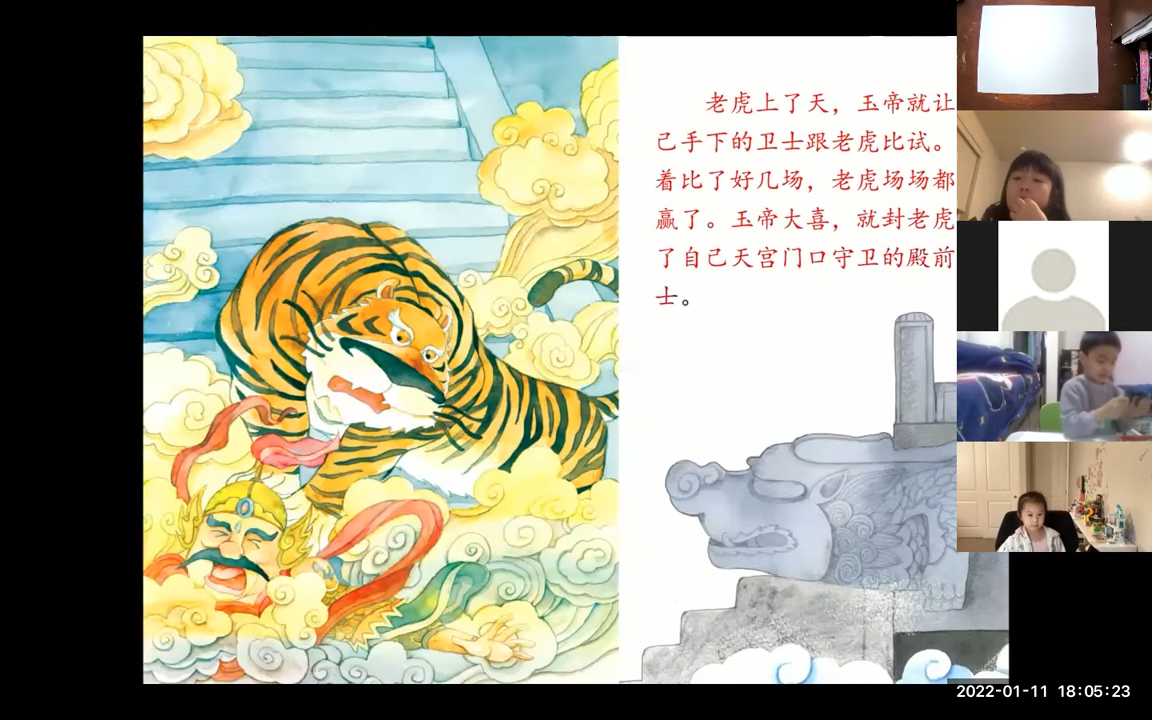 老虎上了天，玉帝就让
己手下的卫士跟老虎比试。
着比了好几场，老虎场场都
赢了。玉帝大喜，就封老虎
了自己天宫门口守卫的殿前
士。
2022-01-11 18:05:23